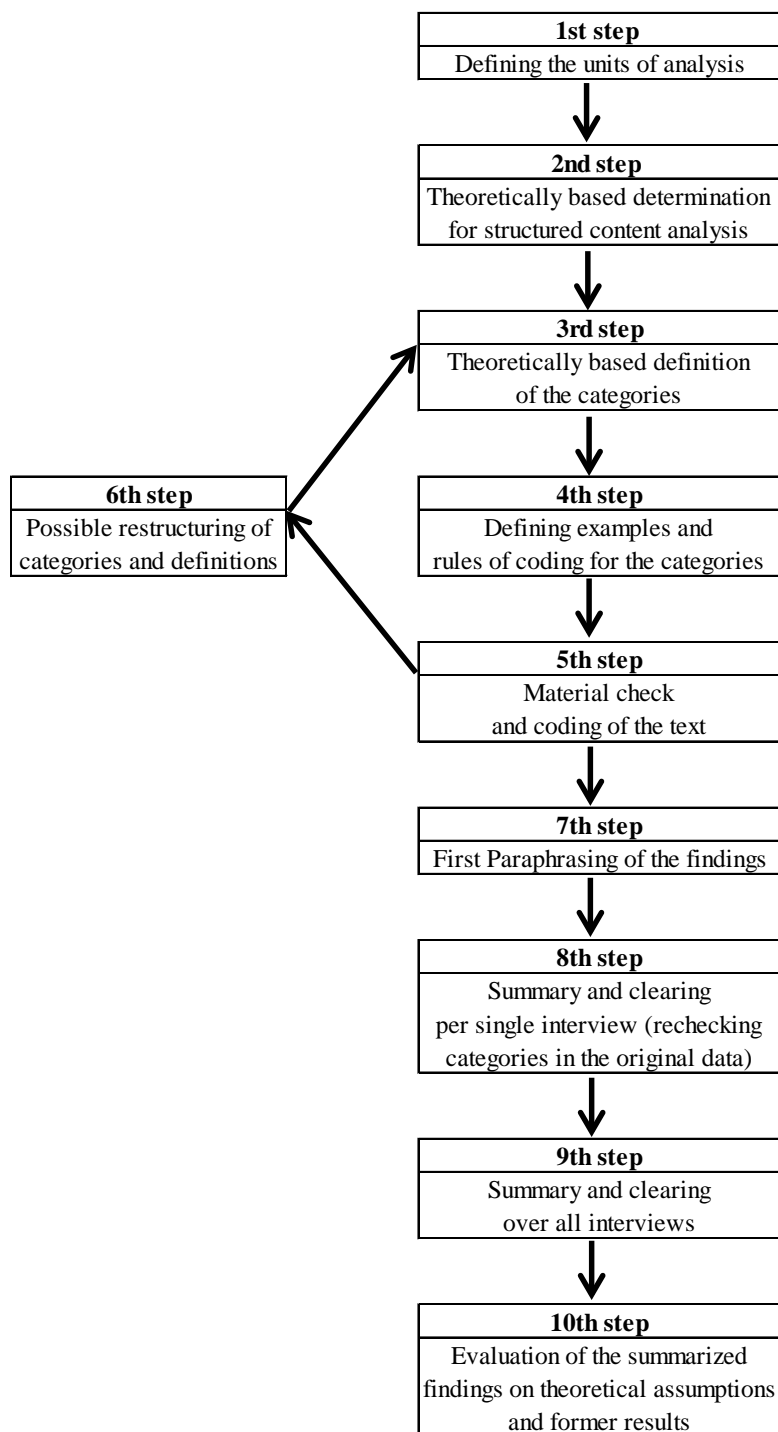 1st step
Defining the units of analysis
2nd step
Theoretically based determination
for structured content analysis
3rd step
Theoretically based definition
of the categories
6th step
Possible restructuring of
categories and definitions
4th step
Defining examples and
rules of coding for the categories
5th step
Material check
and coding of the text
7th step
First Paraphrasing of the findings
8th step
Summary and clearing
per single interview (rechecking
categories in the original data)
9th step
Summary and clearing
over all interviews
10th step
Evaluation of the summarized
findings on theoretical assumptions
and former results